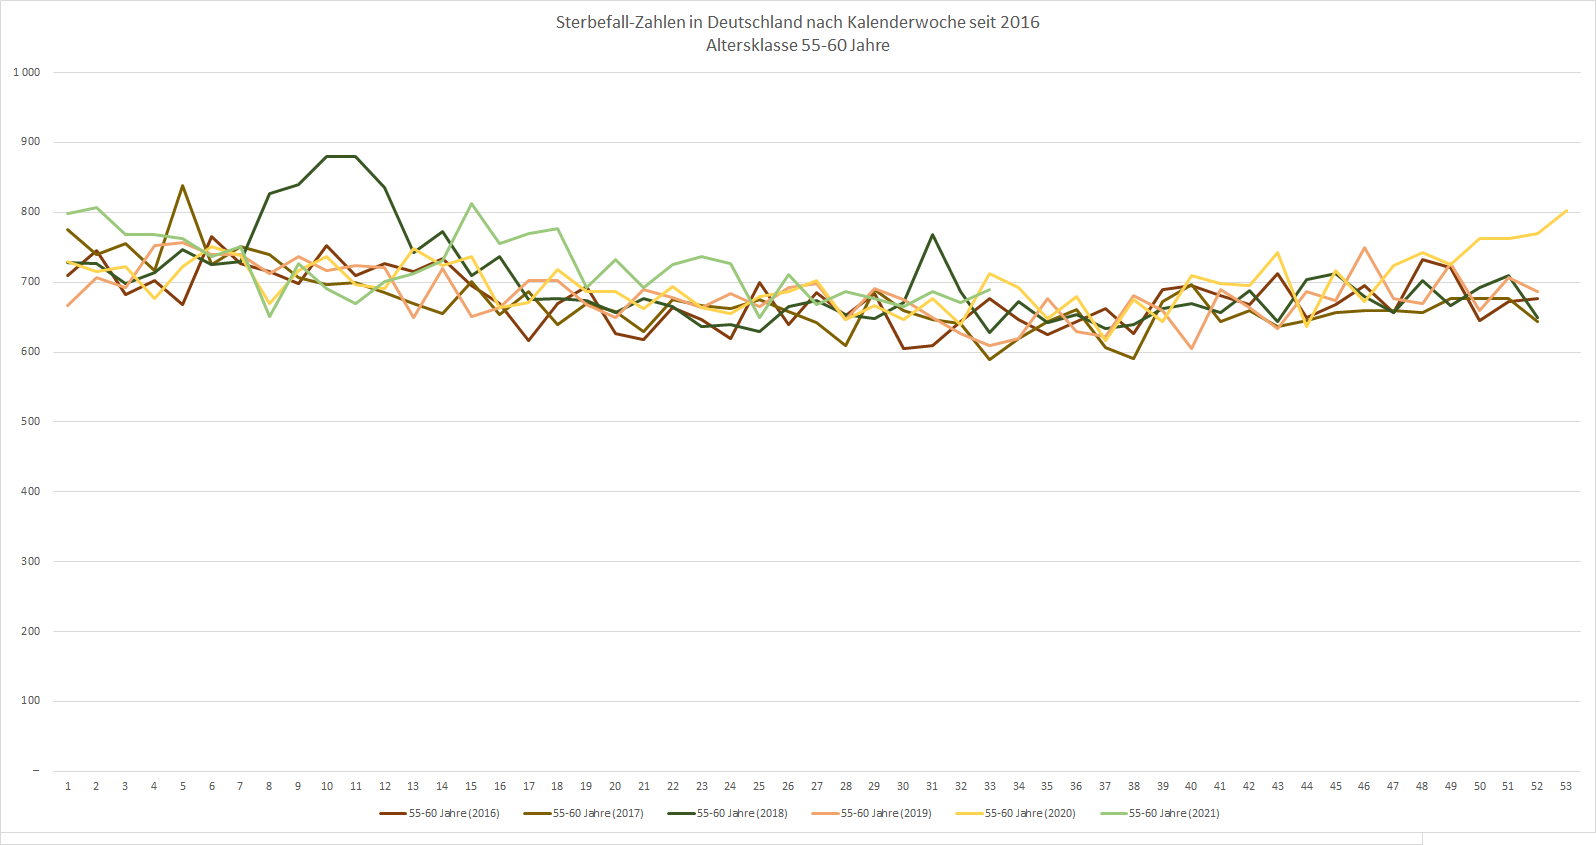 Sterbefall-Zahlen in Deutschland nach Kalenderwoche seit 2016
Altersklasse 55-60 Jahre
1 000
900
800
700
600
500
400
300
200
100
–
1 2 3 4 5 6 7 8 9 10 11 12 13 14 15 16 17 18 19 20 21 22 23 24 25 26 27 28 29 30 31 32 33 34 35 36 37 38 39 40 41 42 43 44 45 46 47 48 49 50 51 52 53
55-60 Jahre (2016) 55-60 Jahre (2017) 55-60 Jahre (2018) 55-60 Jahre (2019) 55-60 Jahre (2020) 55-60 Jahre (2021)